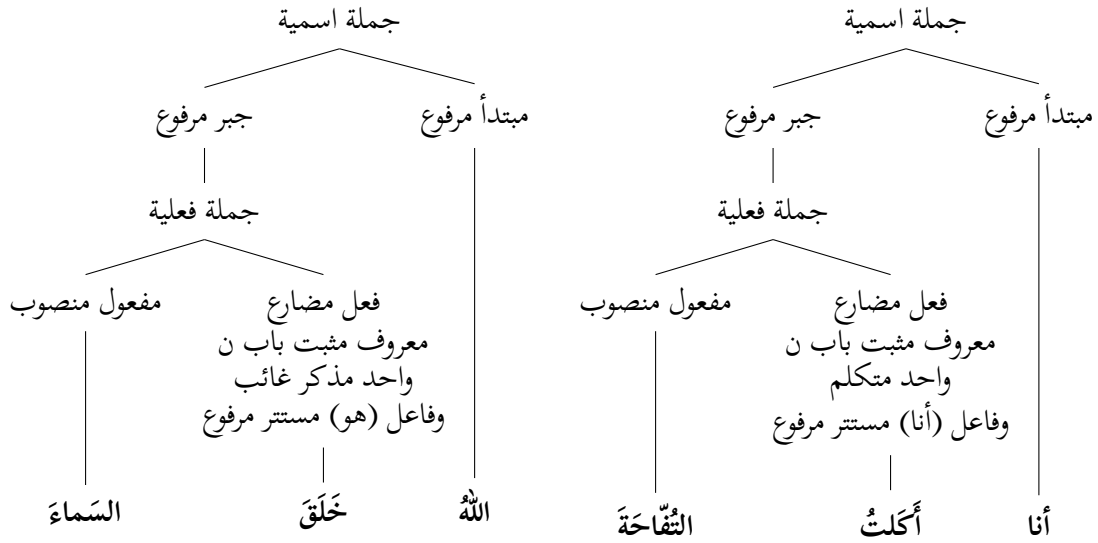 جملة اسمية
مبتدأ مرفوع
جبر مرفوع
جملة فعلية
فعل مضارع
معروف مثبت باب ن
واحد متكلم
وفاعل (أنا) مستتر مرفوع
مفعول منصوب
أنا
أَكَلتُ
التُفّاحَةَ
جملة اسمية
مبتدأ مرفوع
جبر مرفوع
جملة فعلية
فعل مضارع
معروف مثبت باب ن
واحد مذكر غائب
وفاعل (هو) مستتر مرفوع
مفعول منصوب
اللهُ
خَلَقَ
السَماءَ